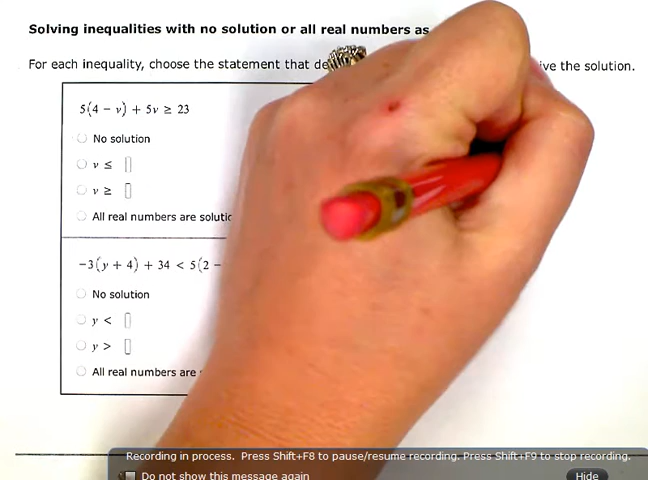 Solving inequalities with no solution or all real numbers as
For each inequality, choose the statement that de ive the solution.
5(4 − v) + 5v ≥ 23
No solution
v ≤
v ≥
All real numbers are solutic
−3(y + 4) + 34 < 5(2 −
No solution
y <
y >
All real numbers are
Recording in process. Press Shift+F8 to pause/resume recording. Press Shift+F9 to stop recording.
Do not show this message again
Hide